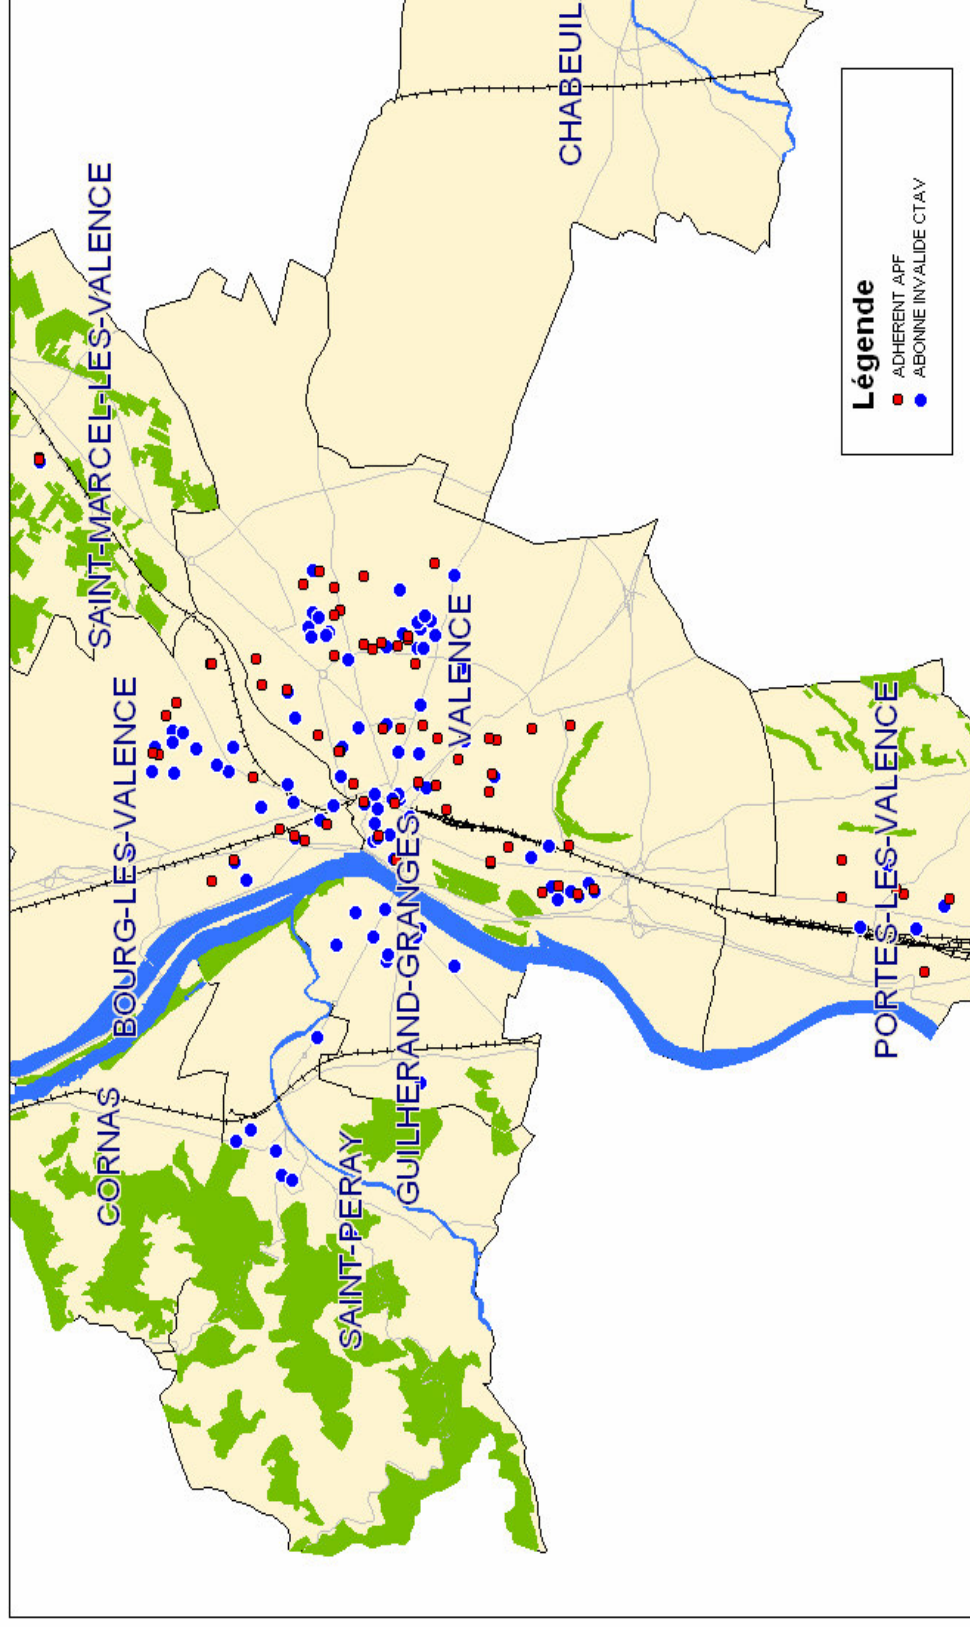 CHABEUIL
SAINT-MARCEL-LES-VALENCE
BOURG-LES-VALENCE
VALENCE
CORNAS
GUILHERAND-GRANGES
SAINT-PERAY
PORTES-LES-VALENCE
Légende
ADHERENT APF
ABONNE INVALIDE CTAV